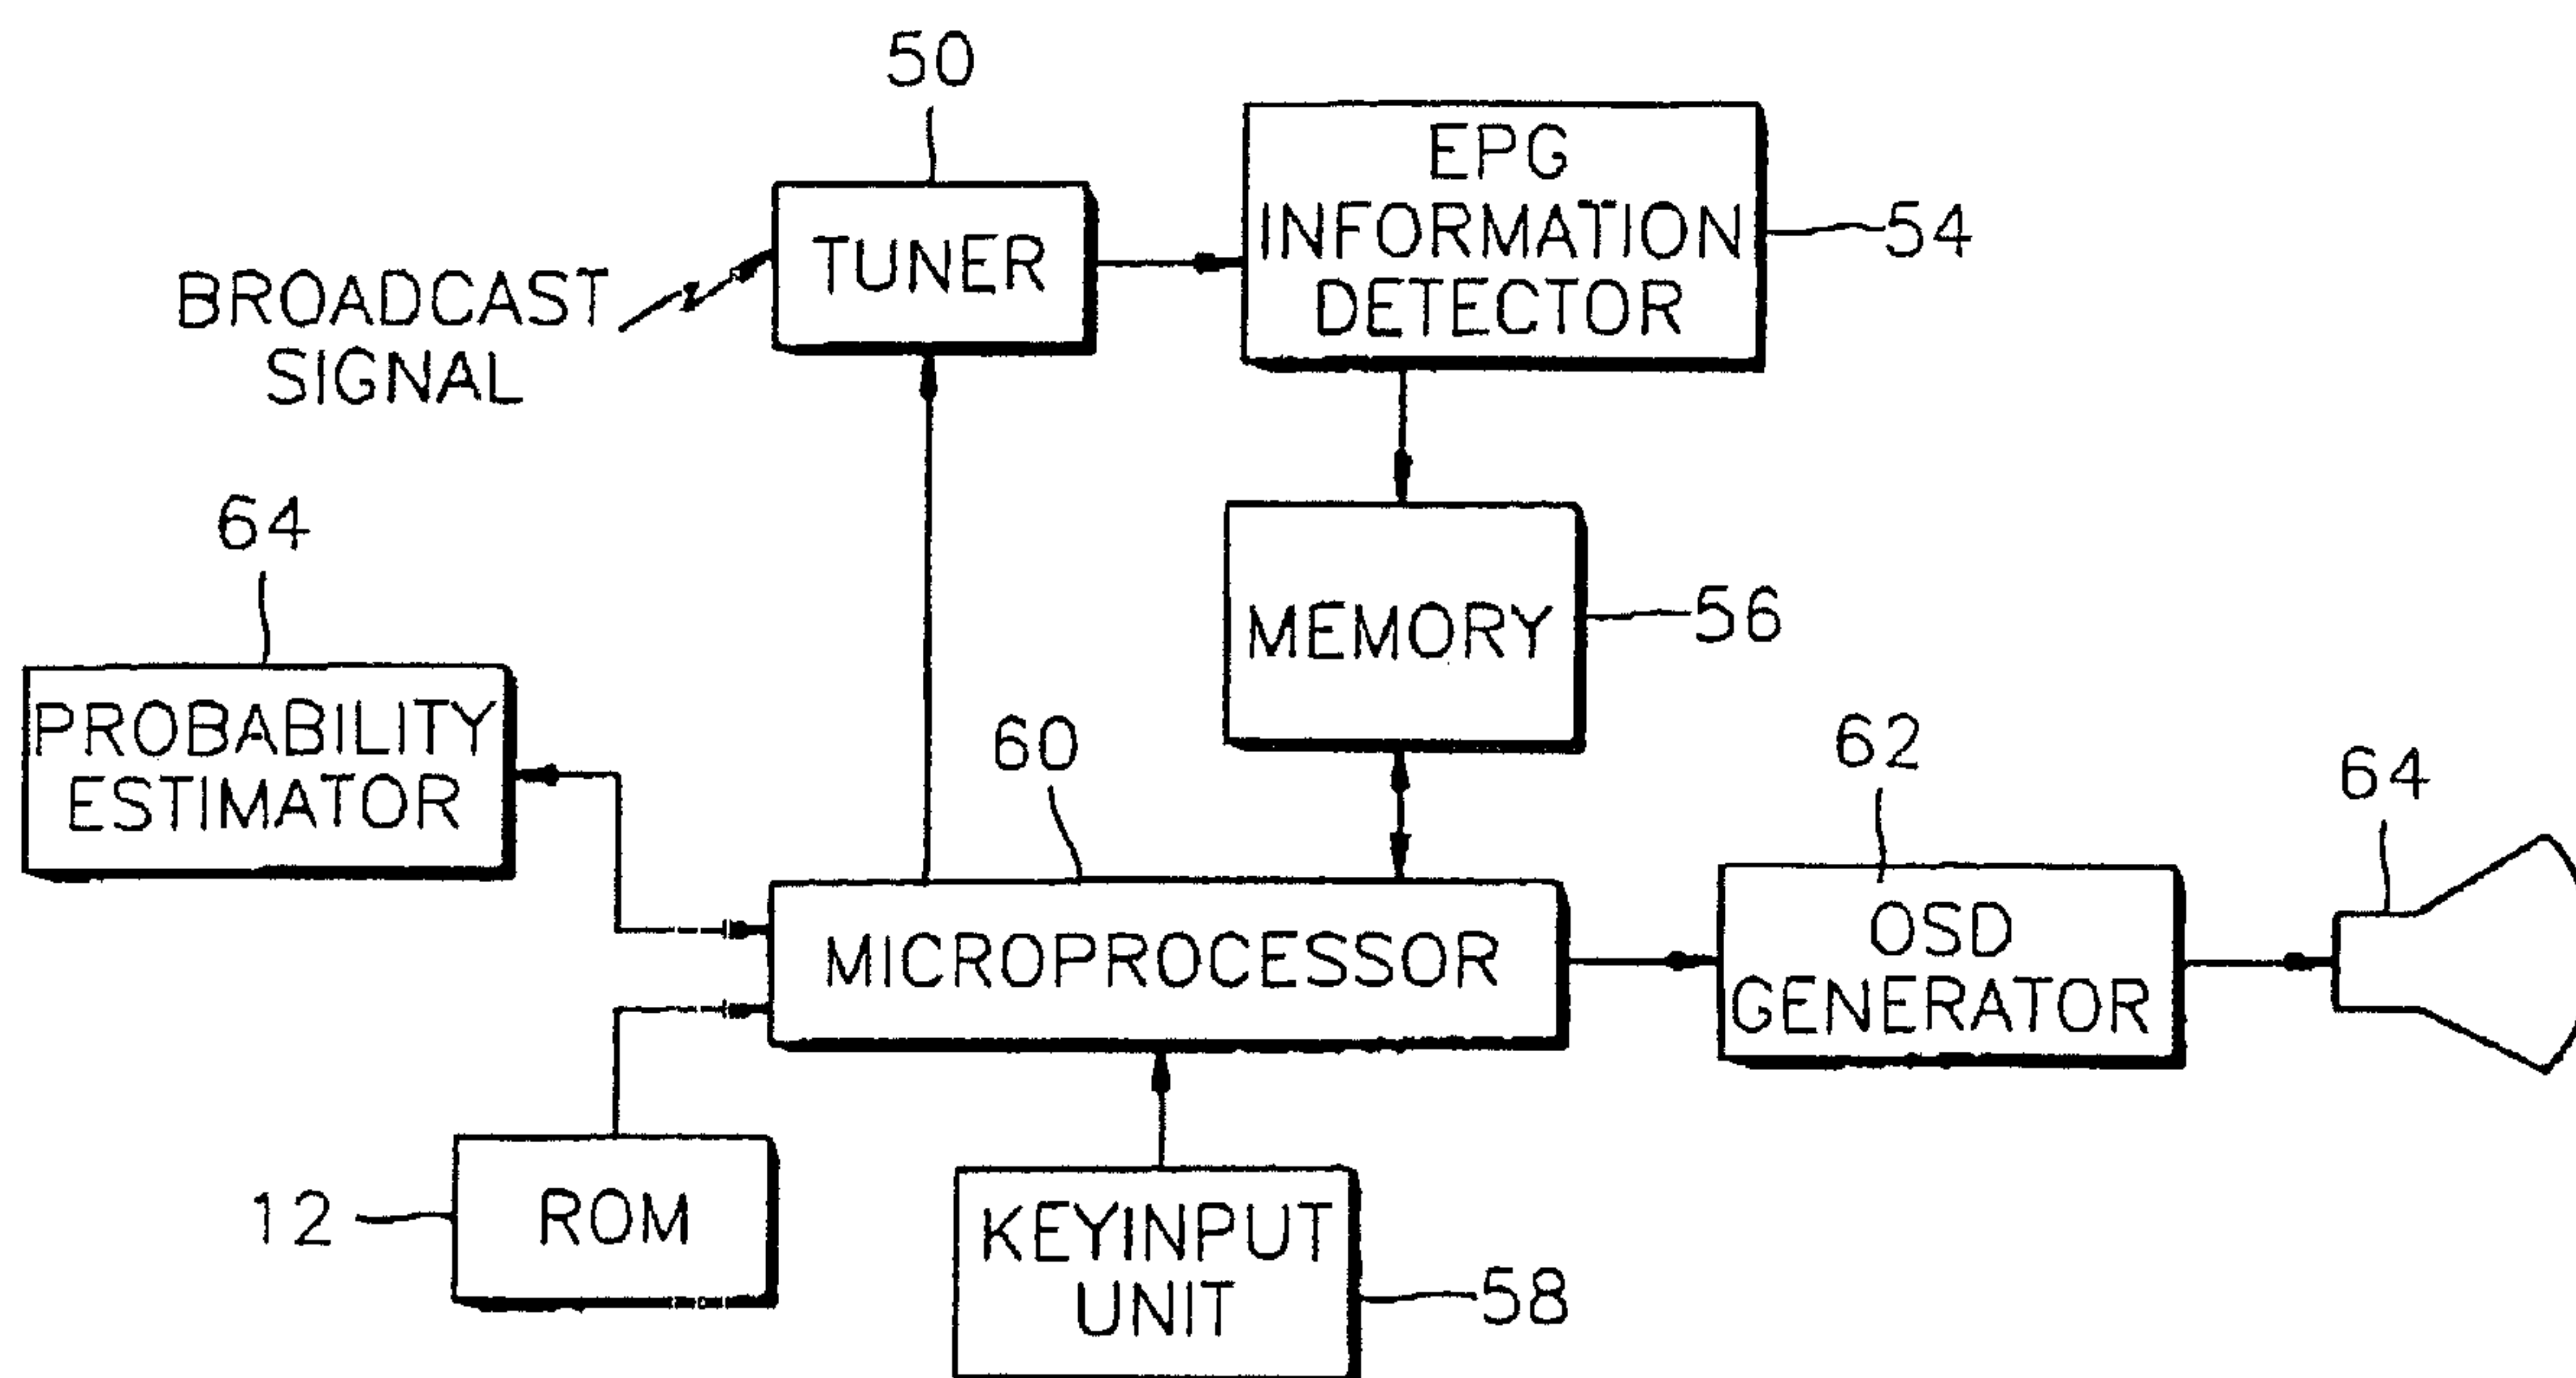 50
EPG
INFORMATION
DETECTOR
54
TUNER
BROADCAST
SIGNAL
64
PROBABILITY
ESTIMATOR
MEMORY
56
60
62
64
MICROPROCESSOR
OSD
GENERATOR
12
ROM
KEYINPUT
UNIT
58